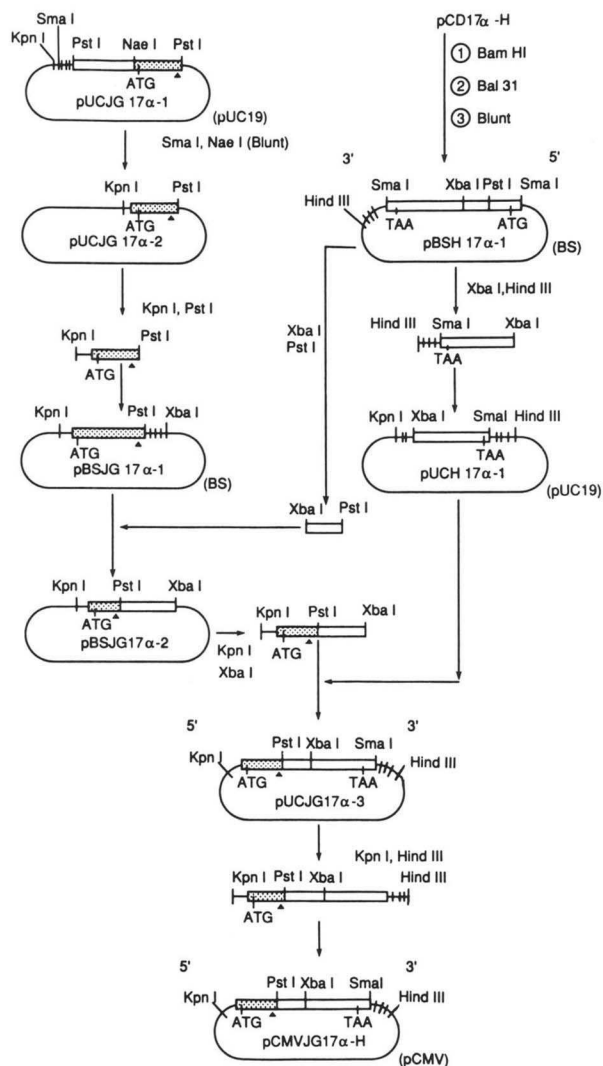 Sma I
Kpn I
Pst I
Nae I
Pst I
ATG
pUCJG 17α-1
(pUC19)
Sma I, Nae I (Blunt)
Kpn I
Pst I
ATG
pUCJG 17α-2
Kpn I, Pst I
Kpn I
Pst I
ATG
Kpn I
Pst I
Xba I
ATG
pBSJG 17α-1
(BS)
pCD17α -H
① Bam HI
② Bal 31
③ Blunt
3'
5'
Hind III
Sma I
Xba I
Pst I
Sma I
TAA
ATG
pBSH 17α-1
(BS)
Xba I,Hind III
Xba I
Pst I
Hind III
Sma I
Xba I
TAA
Kpn I
Xba I
SmaI
Hind III
TAA
pUCH 17α-1
(pUC19)
Xba I
Pst I
Kpn I
Pst I
Xba I
ATG
pBSJG17α-2
Kpn I
Xba I
Kpn I
Pst I
Xba I
ATG
5'
3'
Kpn I
Pst I
Xba I
Sma I
Hind III
ATG
TAA
pUCJG17α-3
Kpn I, Hind III
Kpn I
Pst I
Xba I
Hind III
ATG
5'
3'
Kpn I
Pst I
Xba I
SmaI
Hind III
ATG
TAA
pCMVJG17α-H
(pCMV)